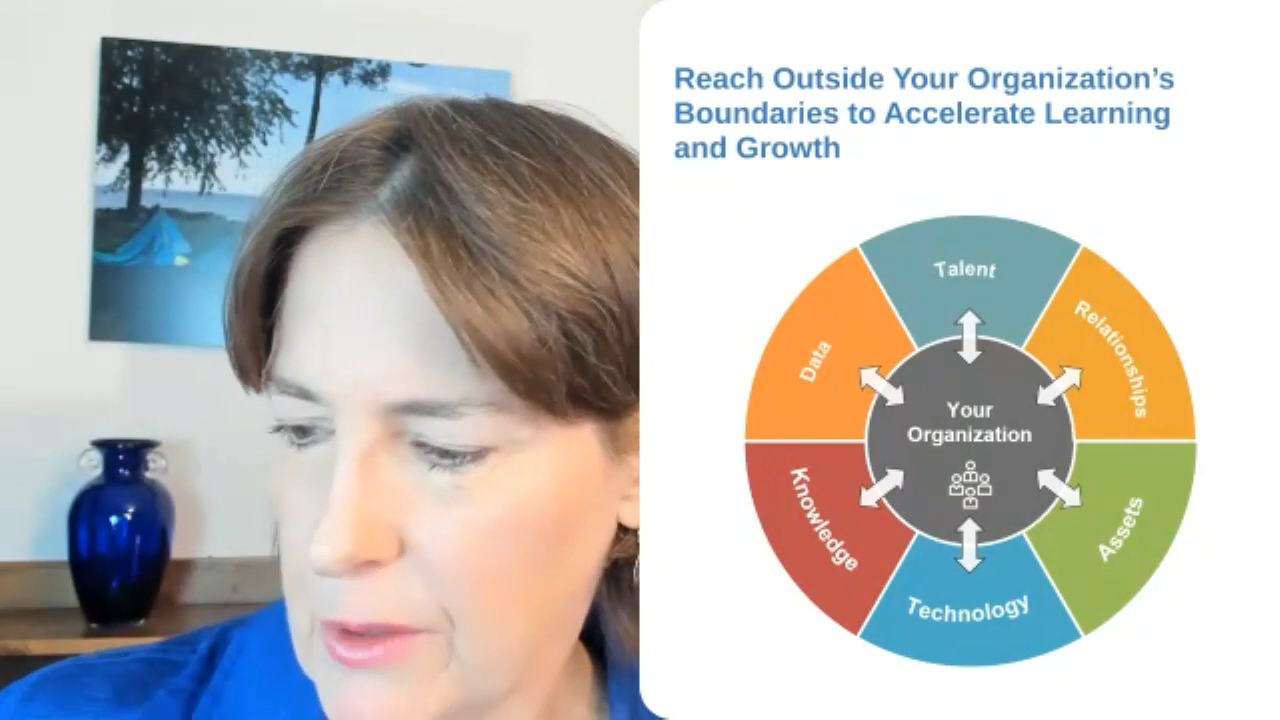 Reach Outside Your Organization’s
Boundaries to Accelerate Learning
and Growth
Talent
Relationships
Data
Your
Organization
Knowledge
Assets
Technology